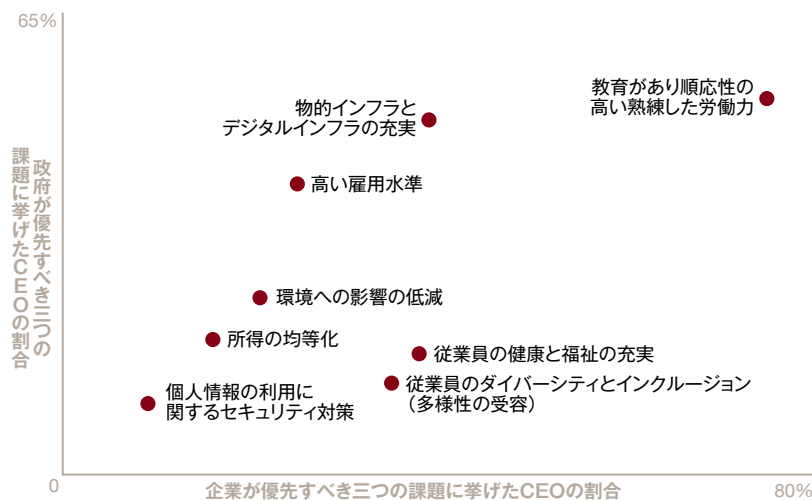 65%
政府が優先すべき三つの
課題に挙げたCEOの割合
教育があり順応性の
高い熟練した労働力
物的インフラと
デジタルインフラの充実
高い雇用水準
環境への影響の低減
所得の均等化
従業員の健康と福祉の充実
従業員のダイバーシティとインクルージョン
（多様性の受容）
個人情報の利用に
関するセキュリティ対策
0
企業が優先すべき三つの課題に挙げたCEOの割合
80%